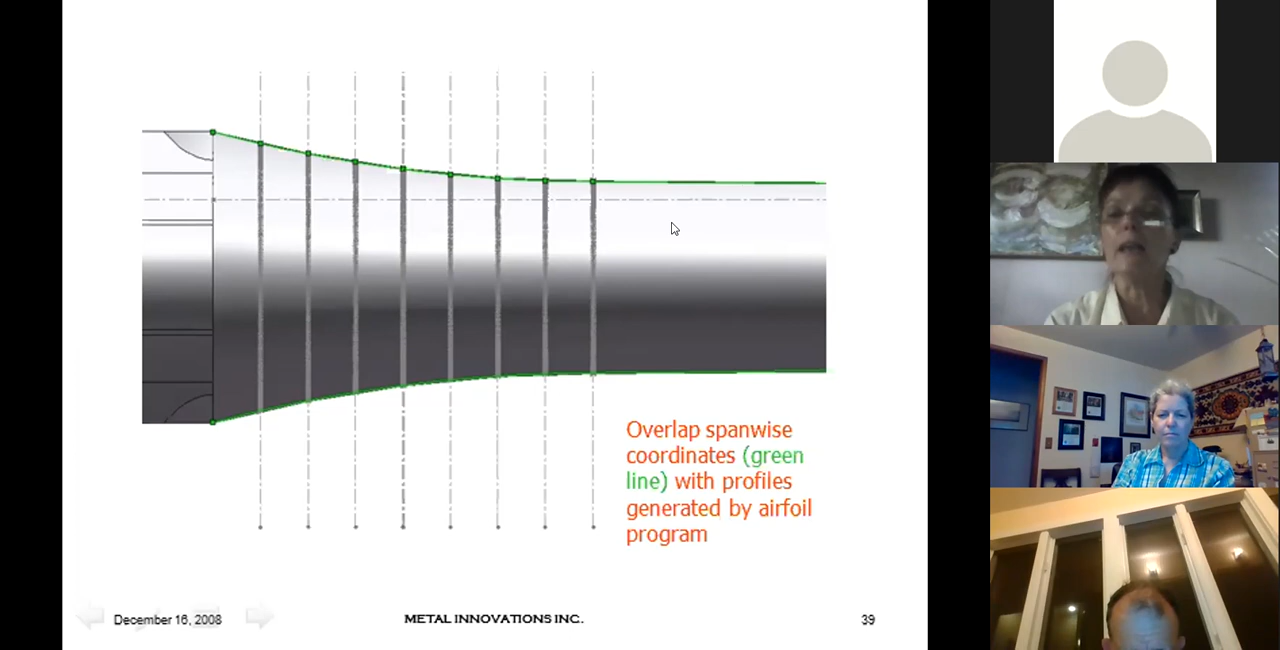 Overlap spanwise
coordinates (green
line) with profiles
generated by airfoil
program
December 16, 2008
METAL INNOVATIONS INC.
39